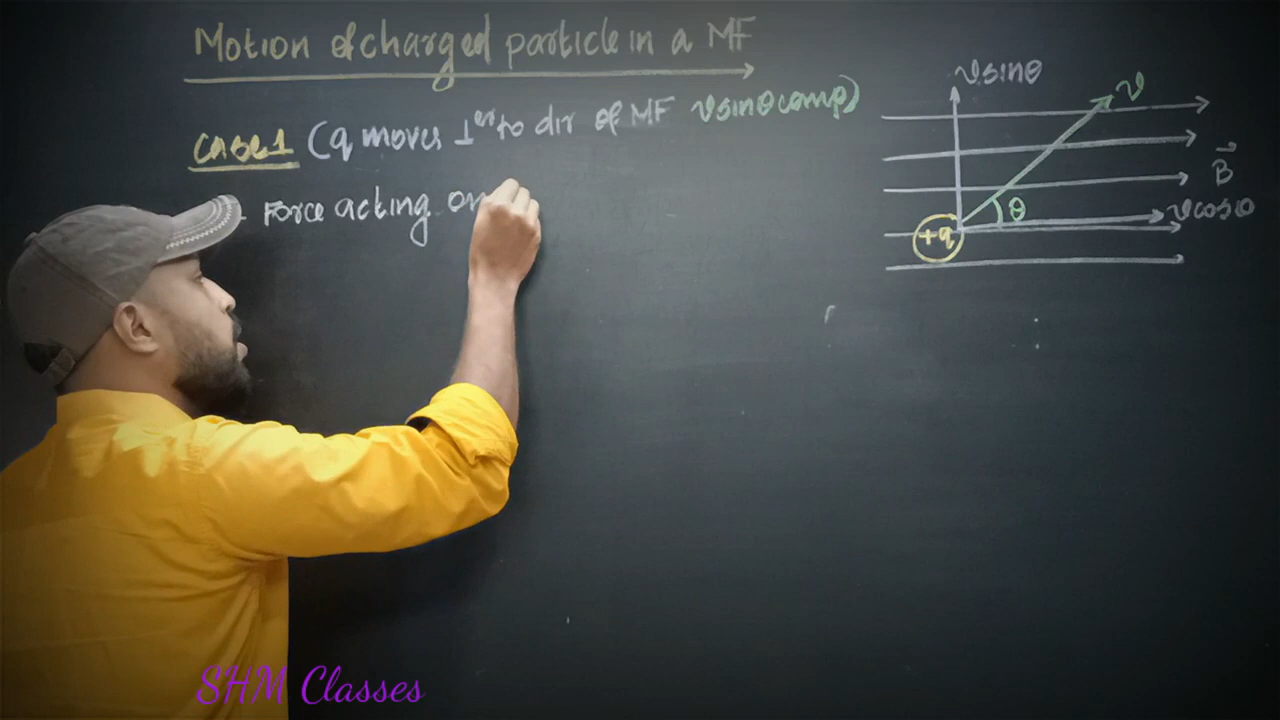 Motion of charged particle in a MF
Case 1 (q moves ⊥er to dir of MF vsinθ comp)
Force acting on
vsinθ
v
B
vcosθ
θ
+q
SHM Classes